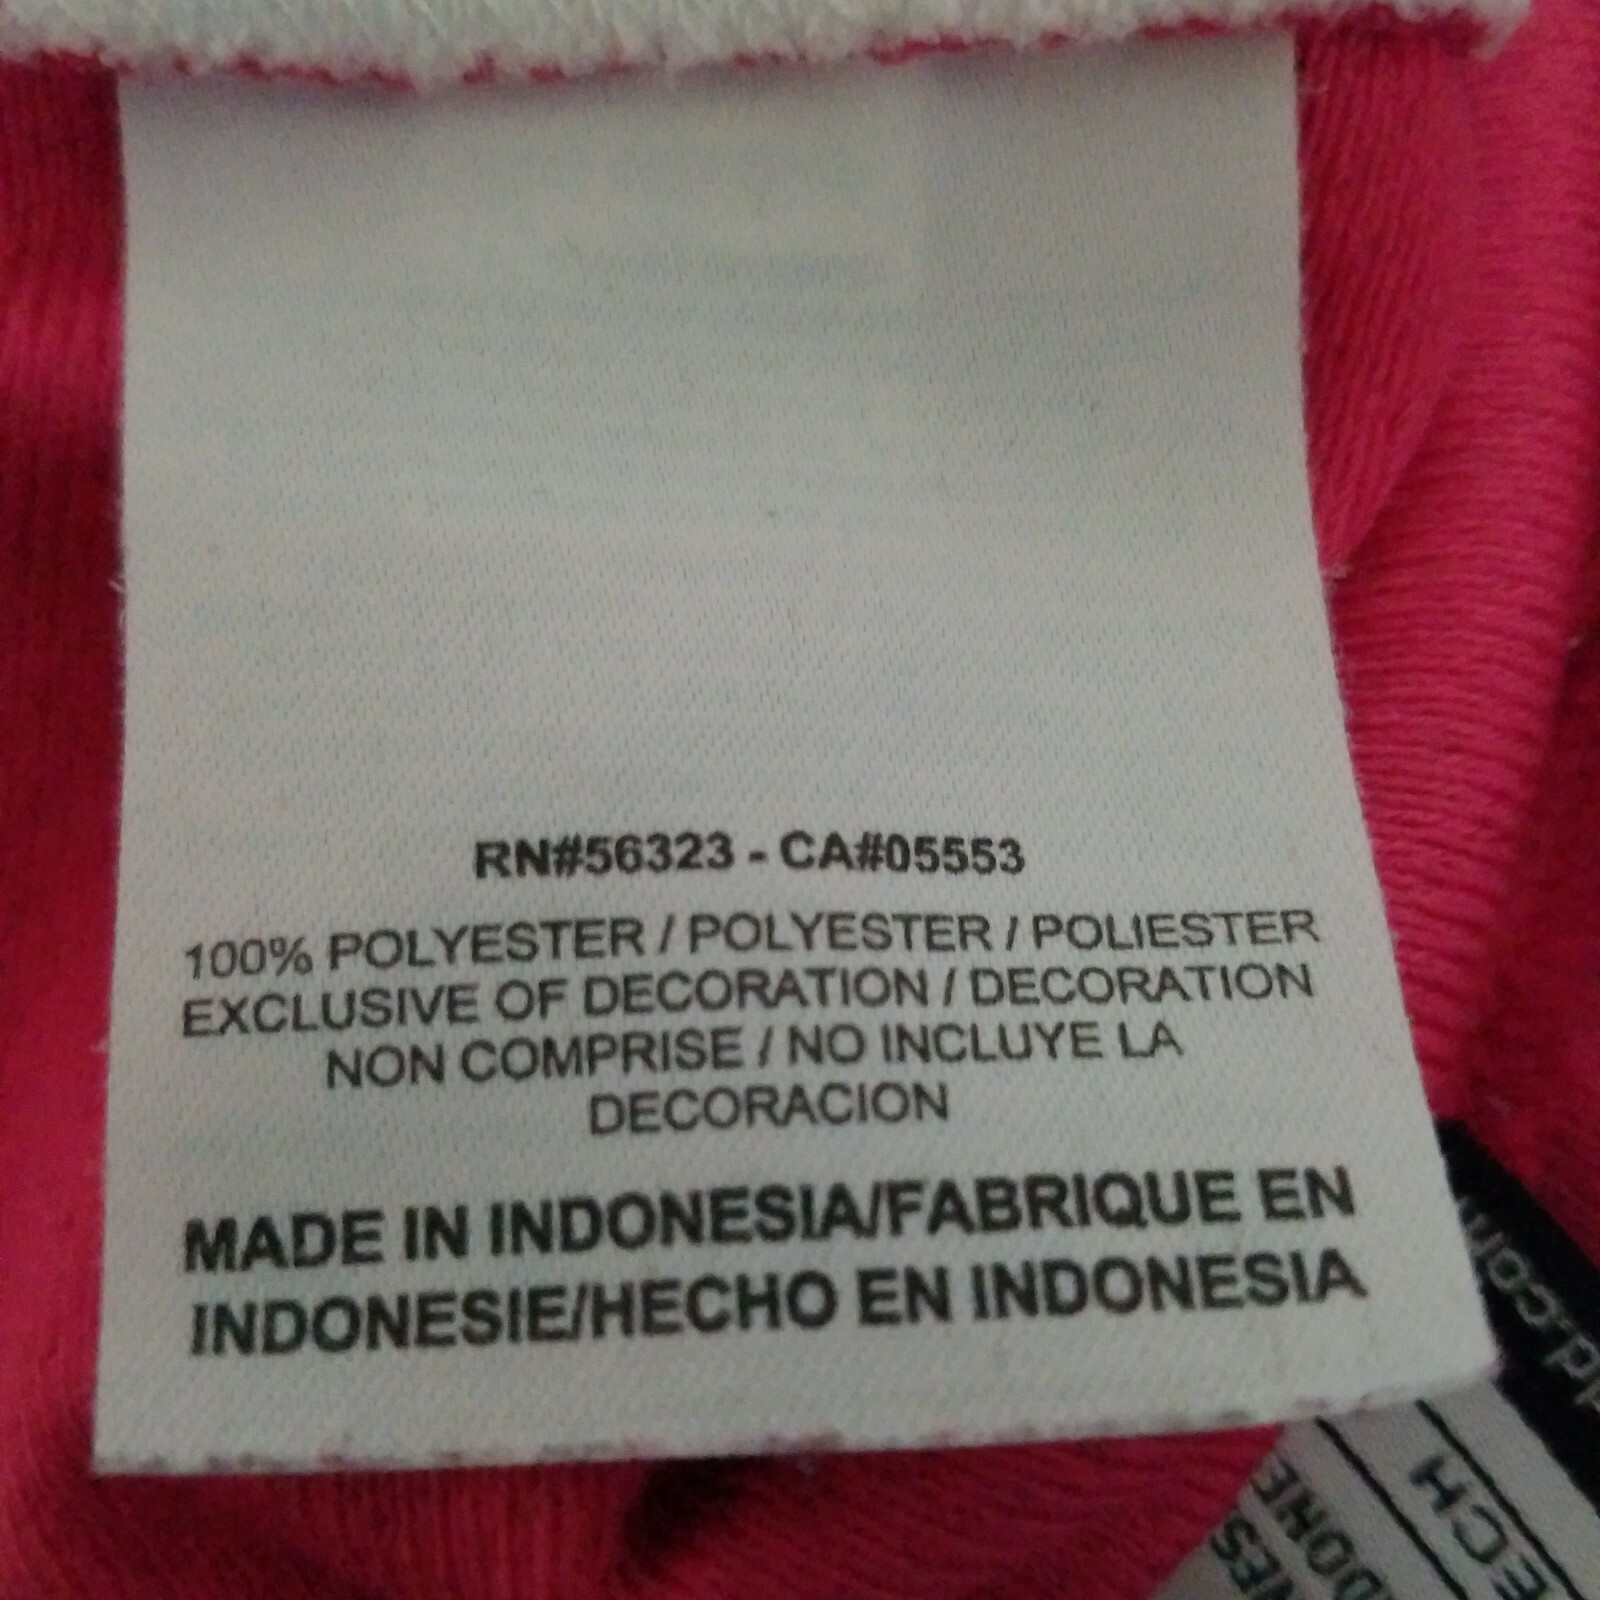 RN#56323 - CA#05553
100% POLYESTER / POLYESTER / POLIESTER
EXCLUSIVE OF DECORATION / DECORATION
NON COMPRISE / NO INCLUYE LA
DECORACION
MADE IN INDONESIA/FABRIQUE EN
INDONESIE/HECHO EN INDONESIA